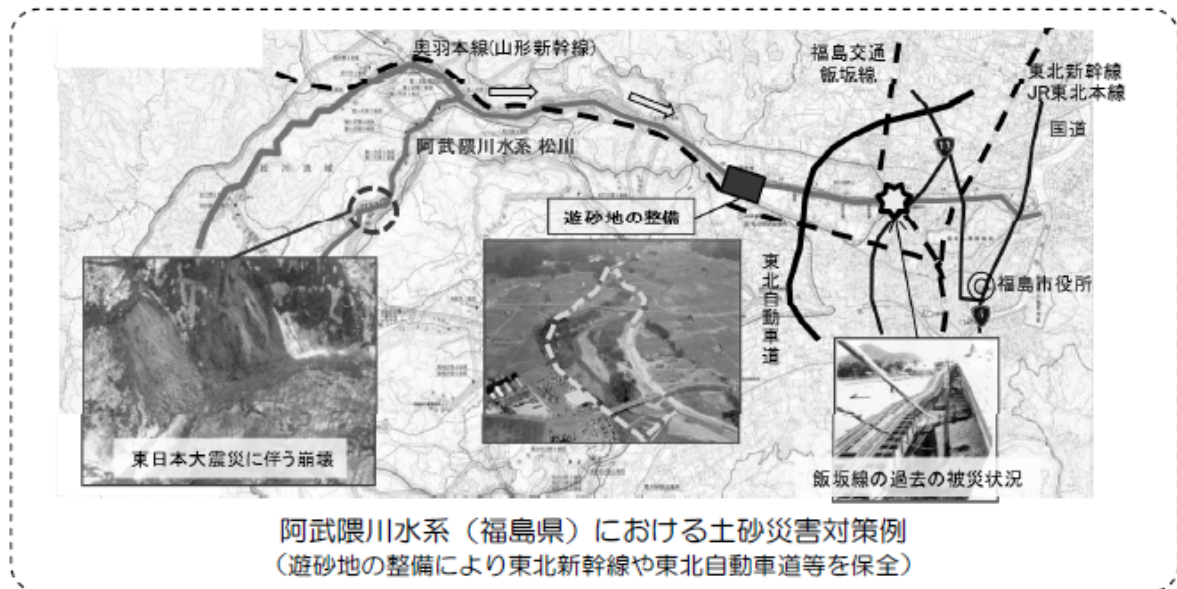 奥羽本線(山形新幹線)
福島交通
飯坂線
東北新幹線
JR東北本線
国道
13
阿武隈川水系 松川
遊砂地の整備
東北自動車道
福島市役所
4
東日本大震災に伴う崩壊
飯坂線の過去の被災状況
阿武隈川水系(福島県)における土砂災害対策例
(遊砂地の整備により東北新幹線や東北自動車道等を保全)